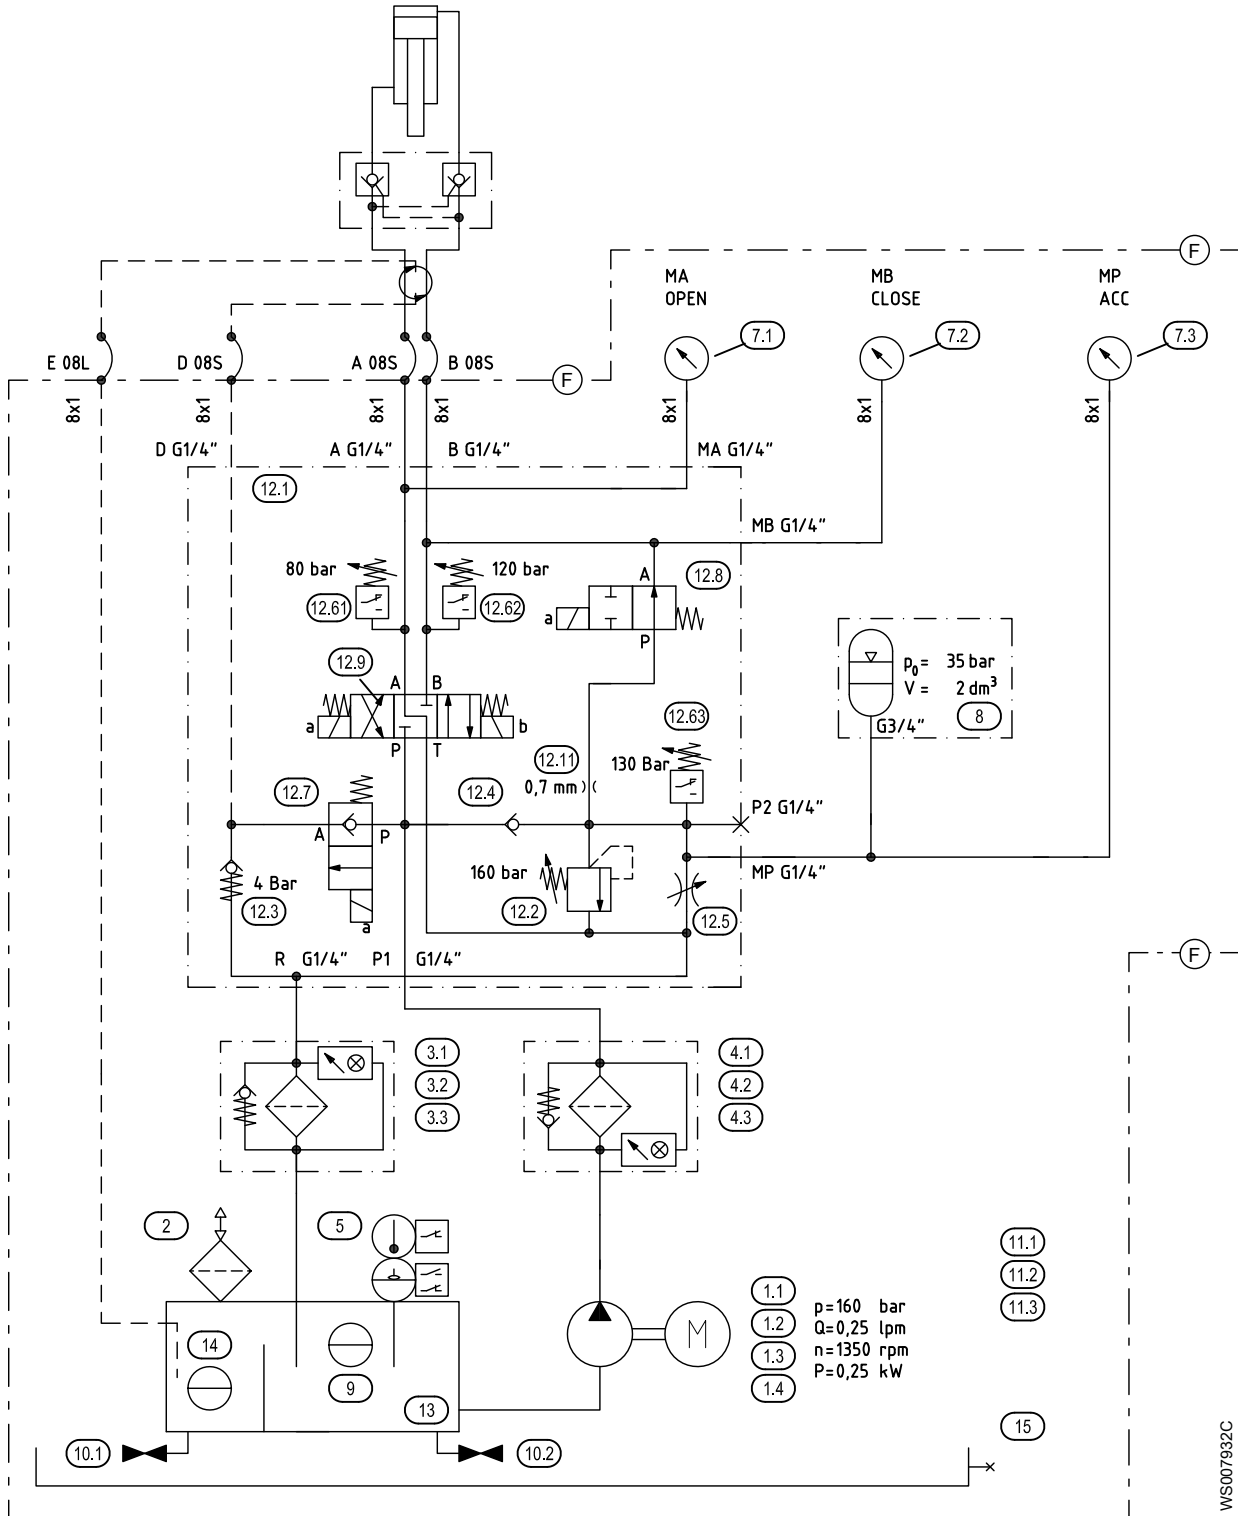 F
MA
OPEN
MB
CLOSE
MP
ACC
7.1
7.2
7.3
E 08L
D 08S
A 08S
B 08S
F
8x1
8x1
8x1
8x1
8x1
8x1
8x1
D G1/4"
A G1/4"
B G1/4"
MA G1/4"
12.1
MB G1/4"
80 bar
120 bar
12.61
12.62
A
12.8
a
P
12.9
A
B
a
b
P
T
p0= 35 bar
V = 2 dm3
8
G3/4"
12.63
130 Bar
12.11
0,7 mm
12.7
12.4
P2 G1/4"
A
P
MP G1/4"
160 bar
12.2
12.5
4 Bar
12.3
a
R G1/4"
P1 G1/4"
F
3.1
3.2
3.3
4.1
4.2
4.3
2
5
11.1
11.2
11.3
1.1
1.2
1.3
1.4
p=160 bar
Q=0,25 lpm
n=1350 rpm
P=0,25 kW
M
14
9
13
15
10.1
10.2
WS007932C